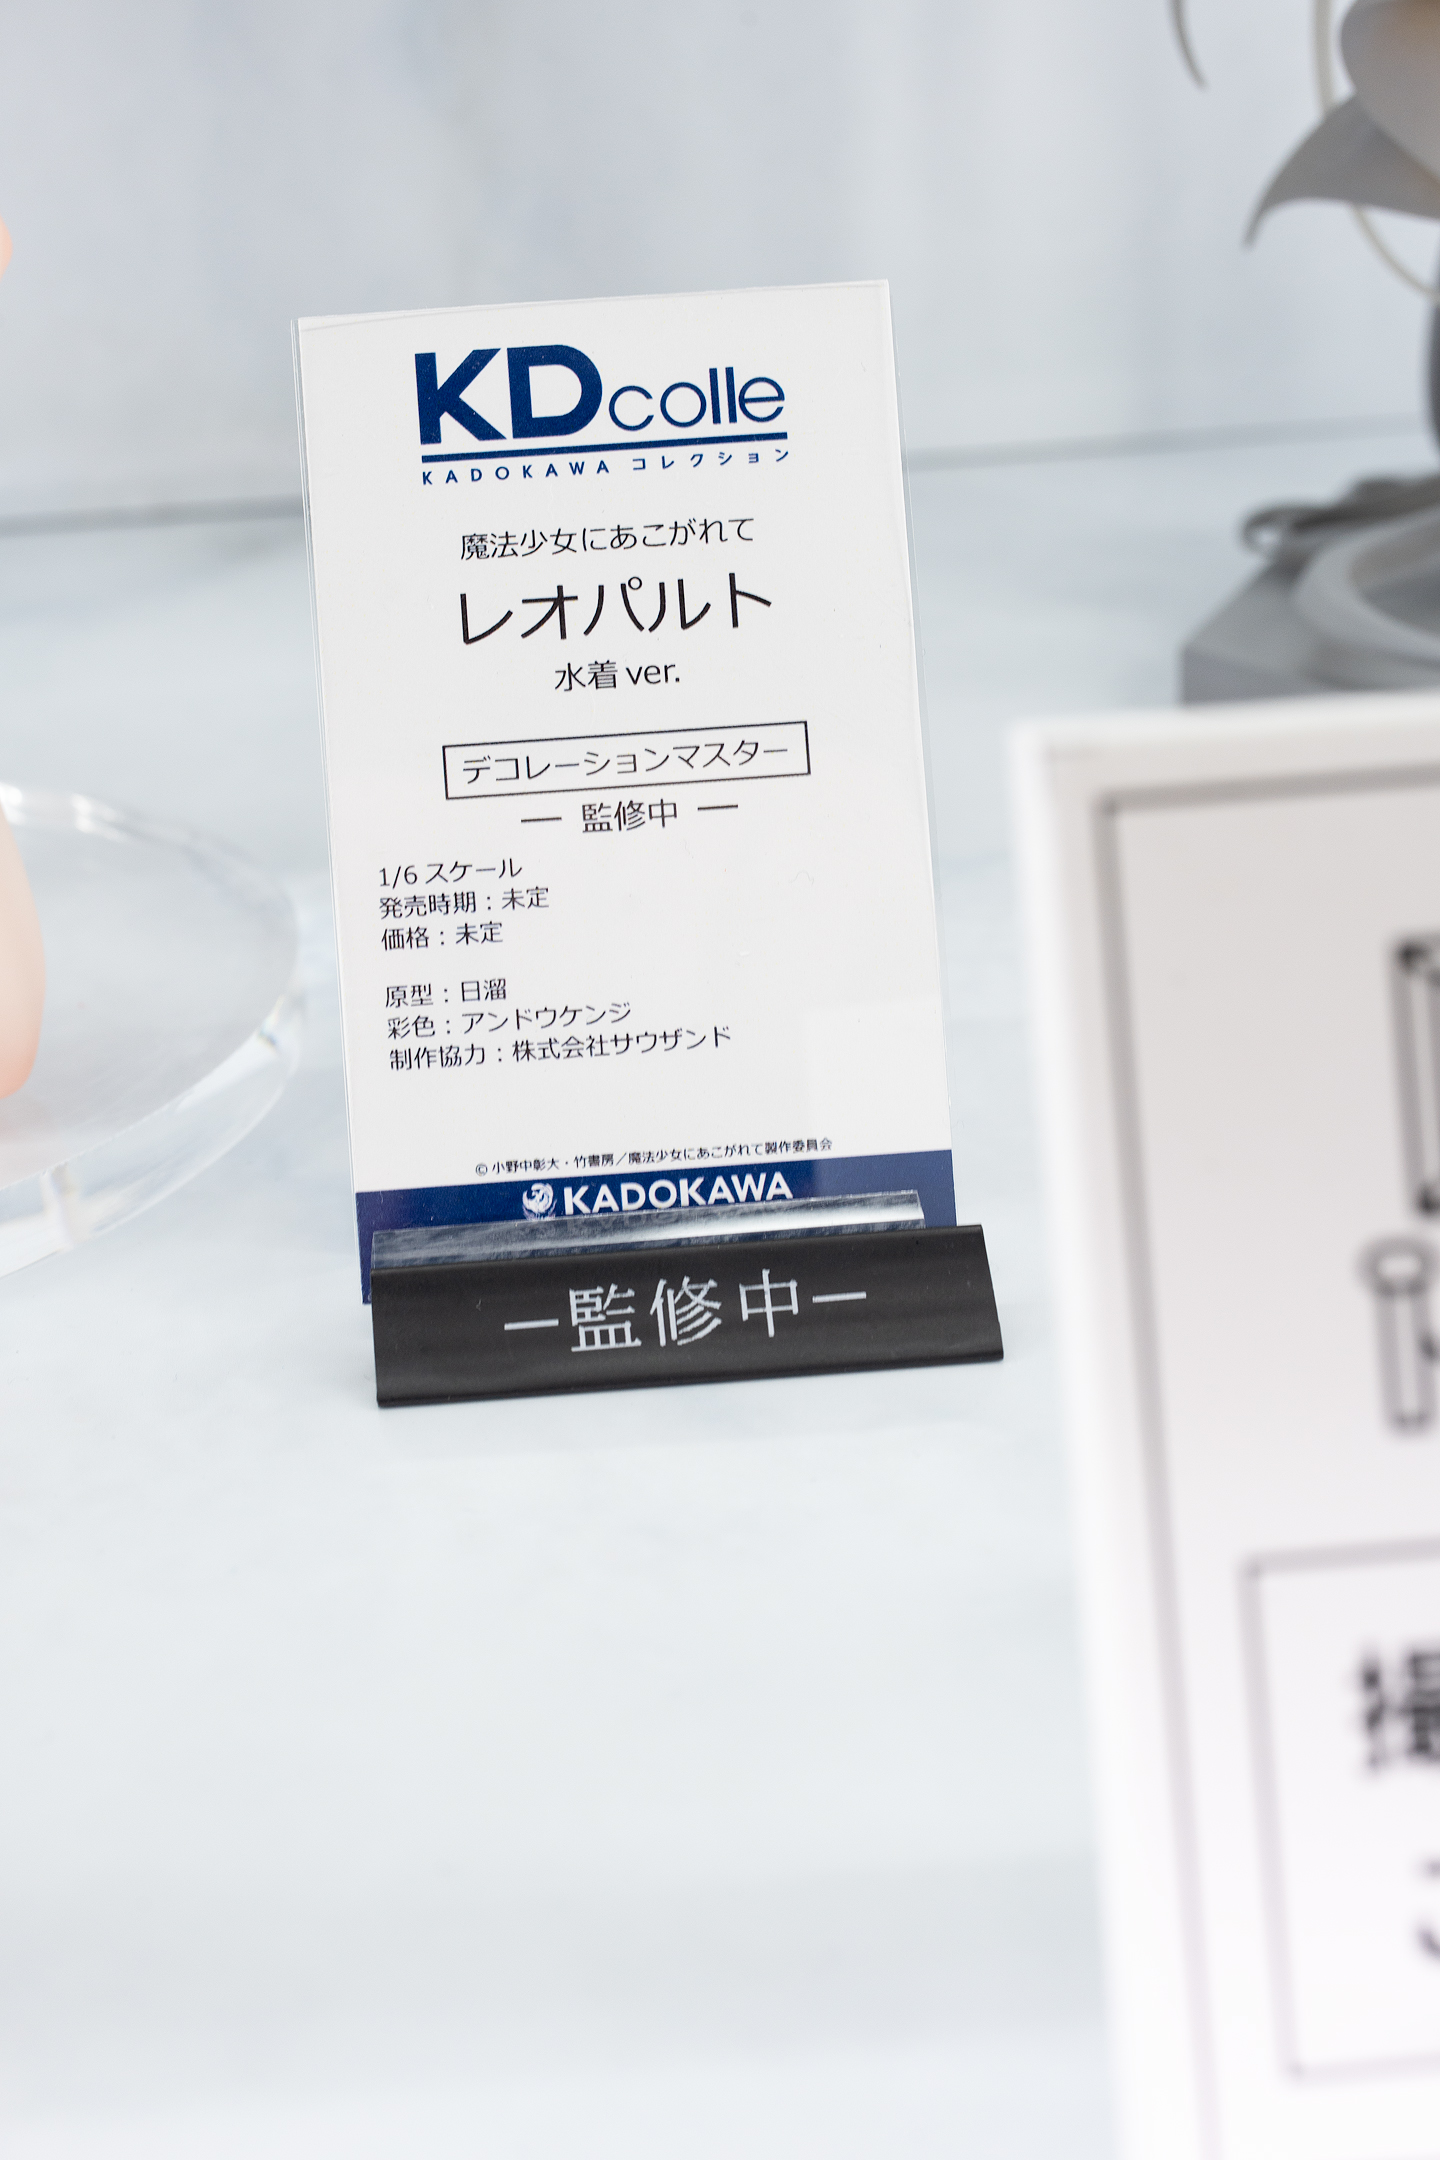 KDcolle
KADOKAWA コレクション
魔法少女にあこがれて
レオパルト
水着 ver.
デコレーションマスター
― 監修中 ―
1/6 スケール
発売時期：未定
価格：未定
原型：日溜
彩色：アンドウケンジ
制作協力：株式会社サウザンド
© 小野中彰大・竹書房／魔法少女にあこがれて製作委員会
KADOKAWA
―監修中―